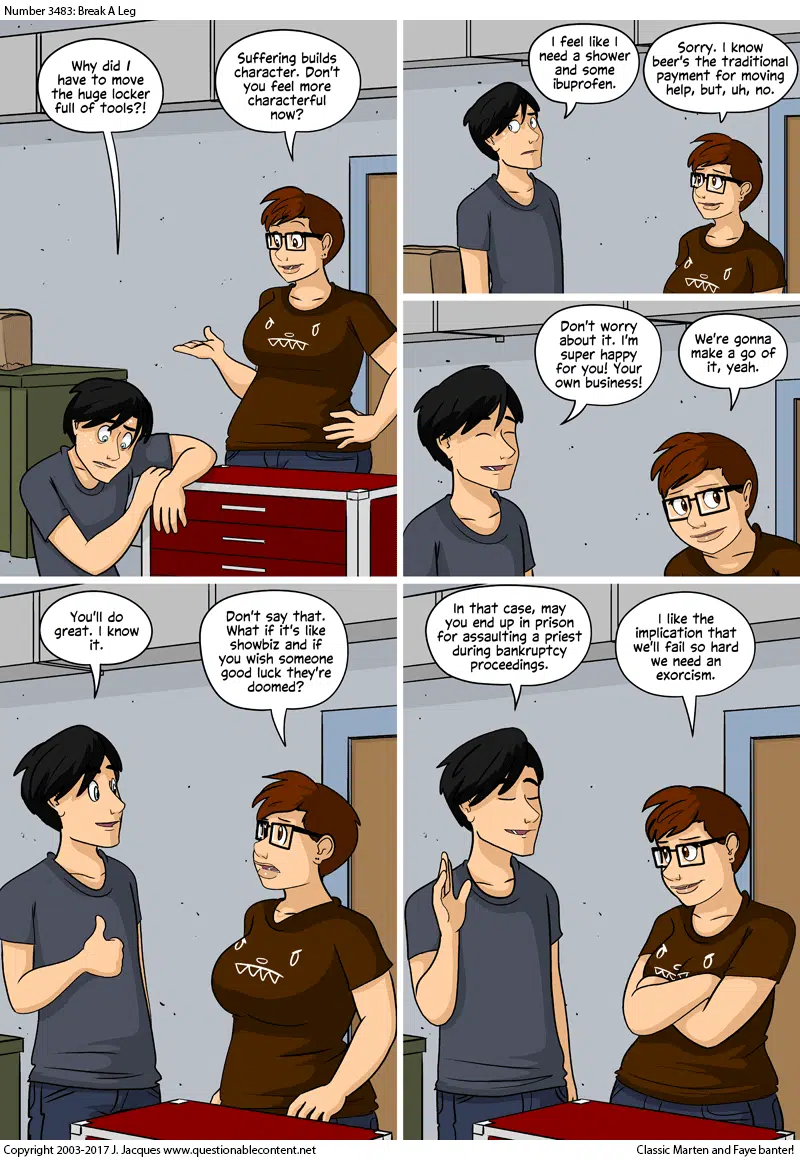 Number 3483: Break A Leg
Why did I
have to move
the huge locker
full of tools?!
Suffering builds
character. Don't
you feel more
characterful
now?
I feel like I
need a shower
and some
ibuprofen.
Sorry. I know
beer's the traditional
payment for moving
help, but, uh, no.
Don't worry
about it. I'm
super happy
for you! Your
own business!
We're gonna
make a go of
it, yeah.
You'll do
great. I know
it.
Don't say that.
What if it's like
showbiz and if
you wish someone
good luck they're
doomed?
In that case, may
you end up in prison
for assaulting a priest
during bankruptcy
proceedings.
I like the
implication that
we'll fail so hard
we need an
exorcism.
Copyright 2003-2017 J. Jacques www.questionablecontent.net
Classic Marten and Faye banter!